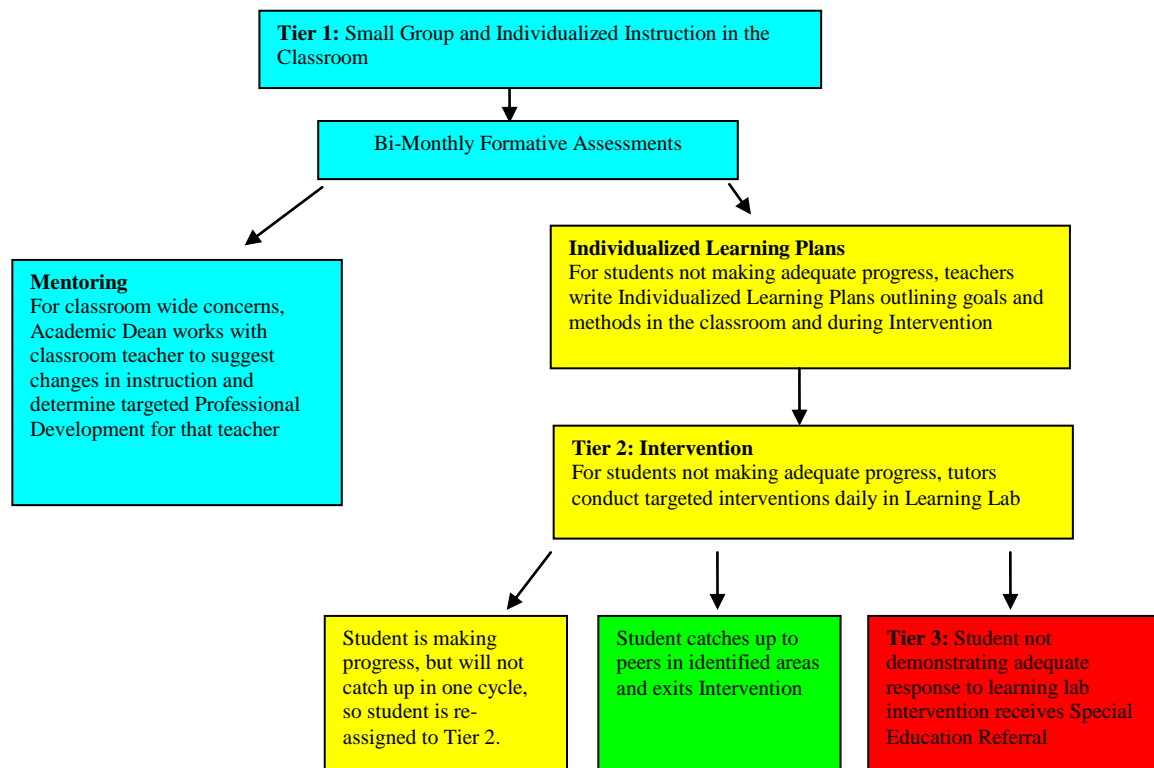 Tier 1: Small Group and Individualized Instruction in the
Classroom
Bi-Monthly Formative Assessments
Mentoring
For classroom wide concerns,
Academic Dean works with
classroom teacher to suggest
changes in instruction and
determine targeted Professional
Development for that teacher
Individualized Learning Plans
For students not making adequate progress, teachers
write Individualized Learning Plans outlining goals and
methods in the classroom and during Intervention
Tier 2: Intervention
For students not making adequate progress, tutors
conduct targeted interventions daily in Learning Lab
Student is making
progress, but will not
catch up in one cycle,
so student is re-
assigned to Tier 2.
Student catches up to
peers in identified areas
and exits Intervention
Tier 3: Student not
demonstrating adequate
response to learning lab
intervention receives Special
Education Referral